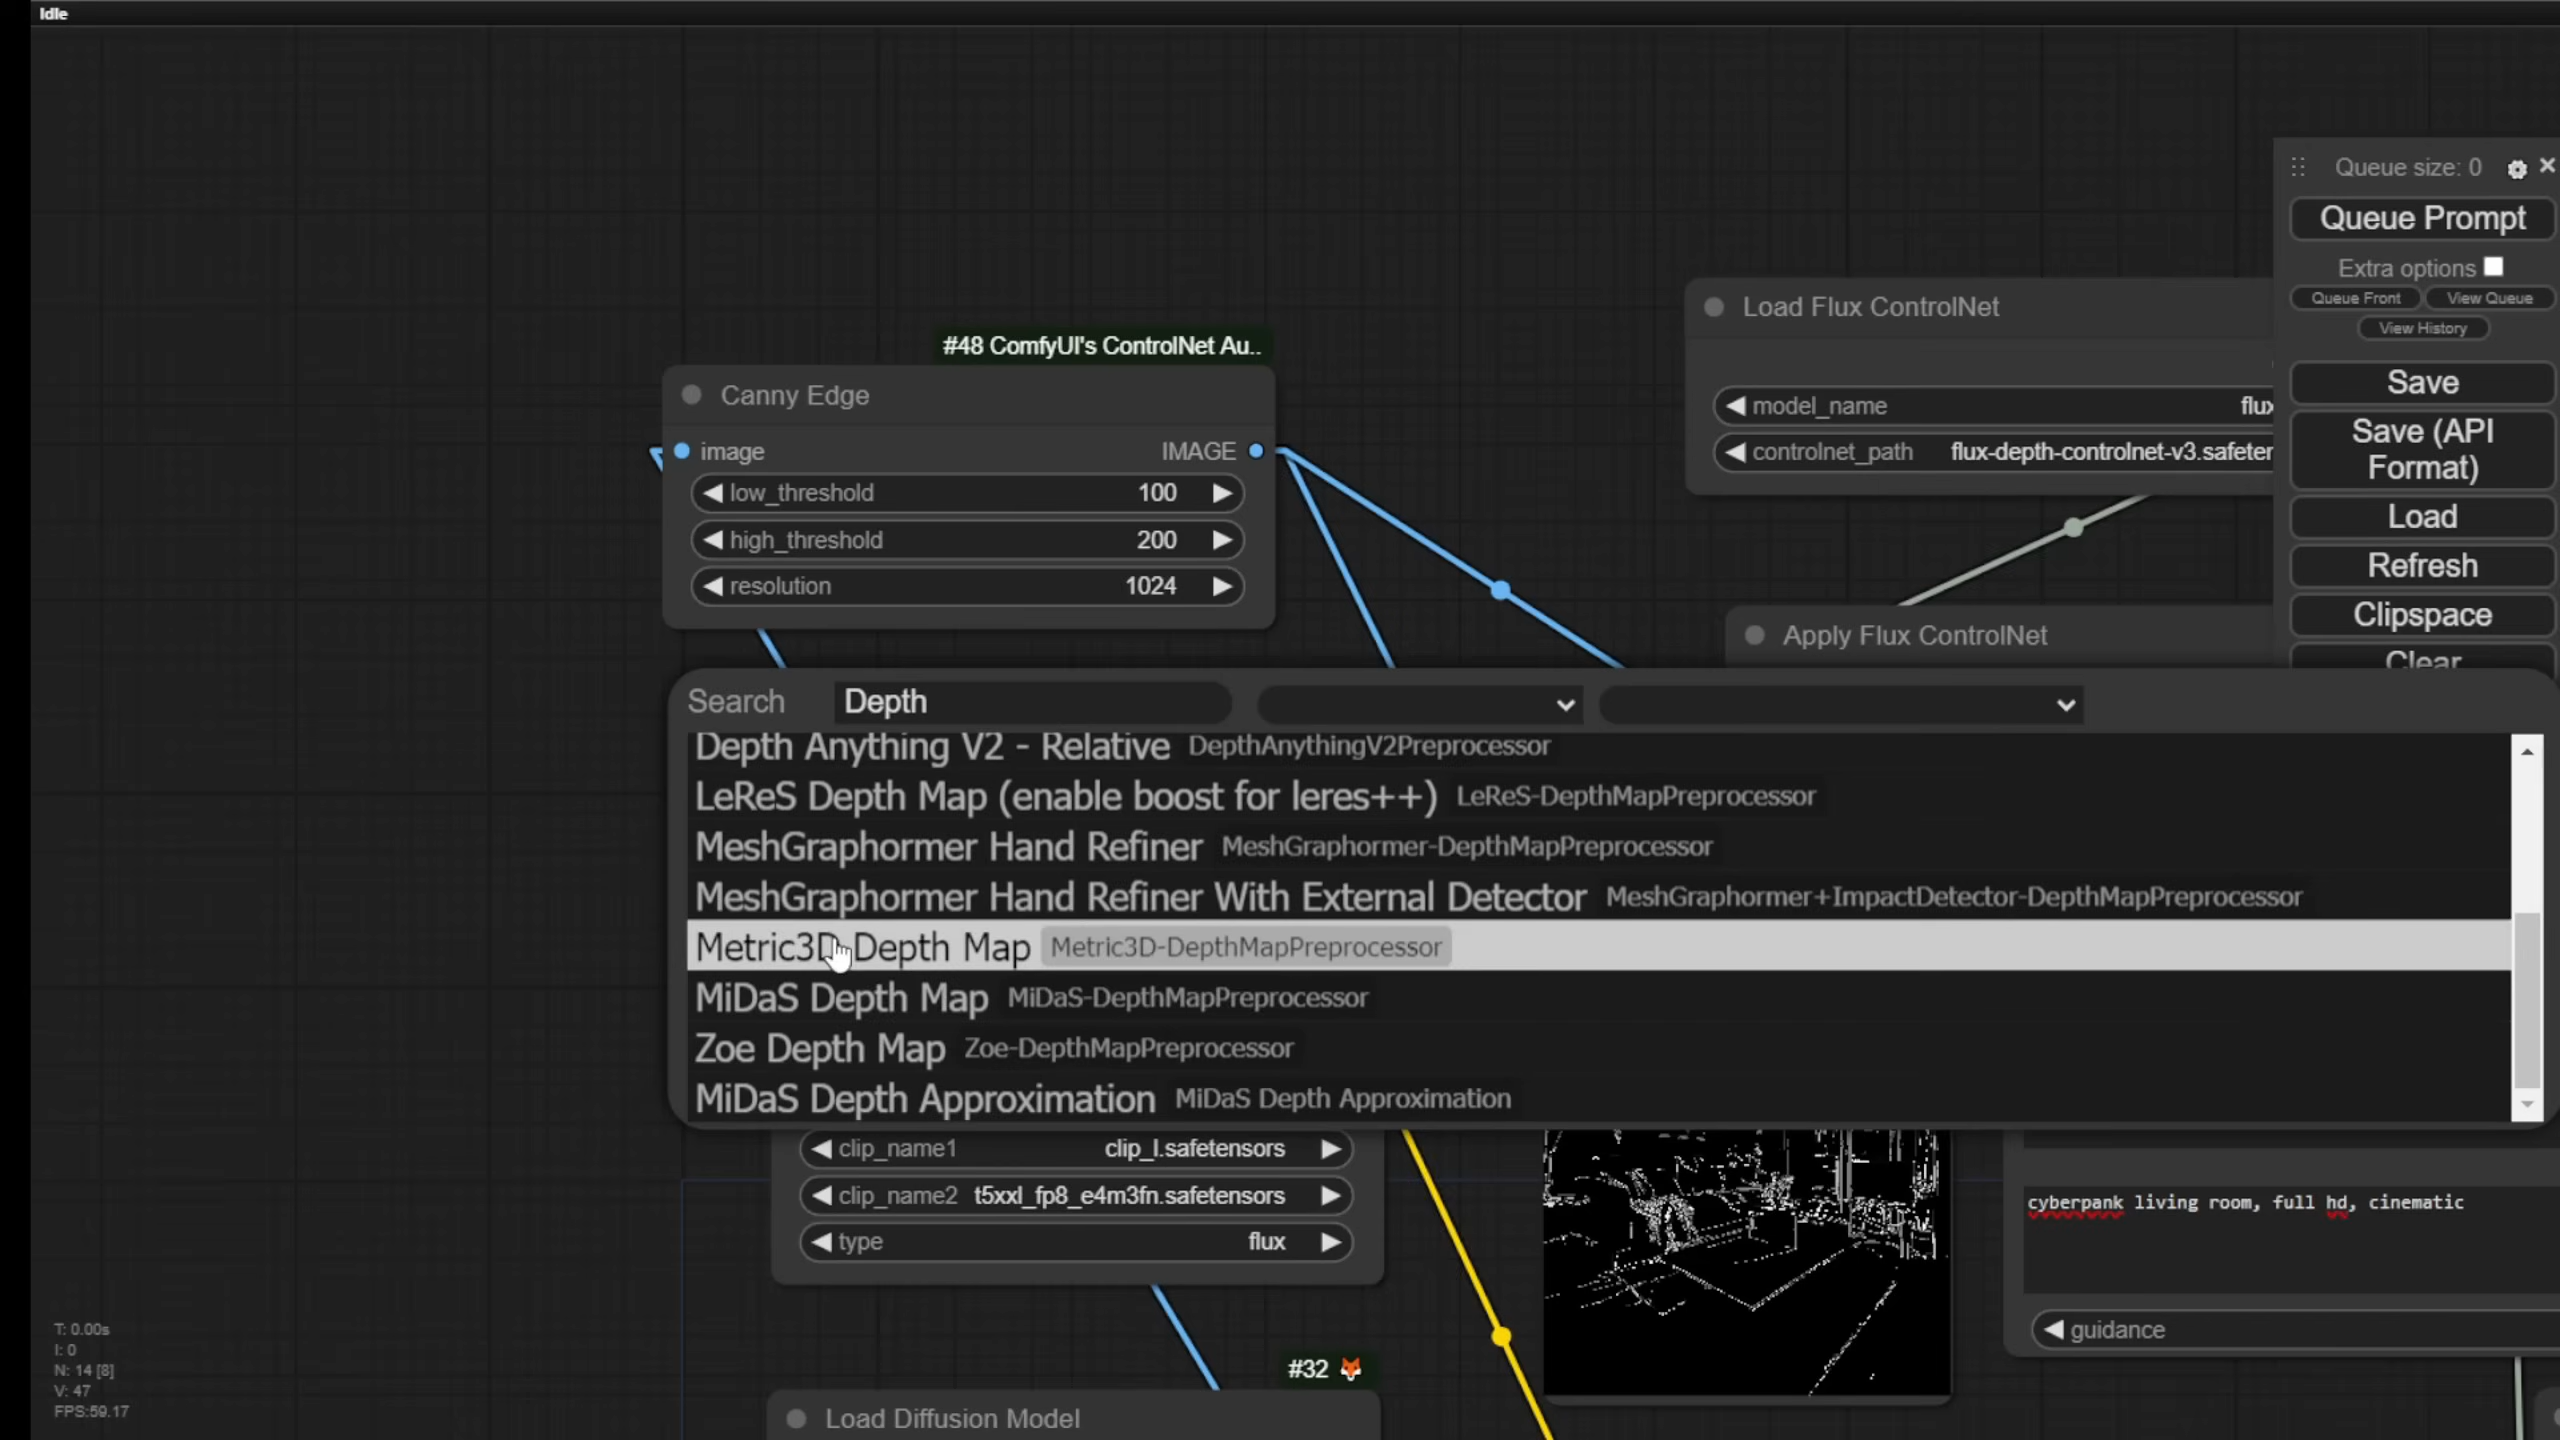 Idle
Queue size: 0
Queue Prompt
Extra options
Queue Front
View Queue
View History
Save
Save (API Format)
Load
Refresh
Clipspace
Clear
Load Flux ControlNet
model_name flux
controlnet_path flux-depth-controlnet-v3.safeter
#48 ComfyUI's ControlNet Au..
Canny Edge
image IMAGE
low_threshold 100
high_threshold 200
resolution 1024
Apply Flux ControlNet
Search Depth
Depth Anything V2 - Relative DepthAnythingV2Preprocessor
LeReS Depth Map (enable boost for leres++) LeReS-DepthMapPreprocessor
MeshGraphormer Hand Refiner MeshGraphormer-DepthMapPreprocessor
MeshGraphormer Hand Refiner With External Detector MeshGraphormer+ImpactDetector-DepthMapPreprocessor
Metric3D Depth Map Metric3D-DepthMapPreprocessor
MiDaS Depth Map MiDaS-DepthMapPreprocessor
Zoe Depth Map Zoe-DepthMapPreprocessor
MiDaS Depth Approximation MiDaS Depth Approximation
clip_name1 clip_l.safetensors
clip_name2 t5xxl_fp8_e4m3fn.safetensors
type flux
cyberpank living room, full hd, cinematic
guidance
#32
Load Diffusion Model
T: 0.00s
I: 0
N: 14 [8]
V: 47
FPS:59.17